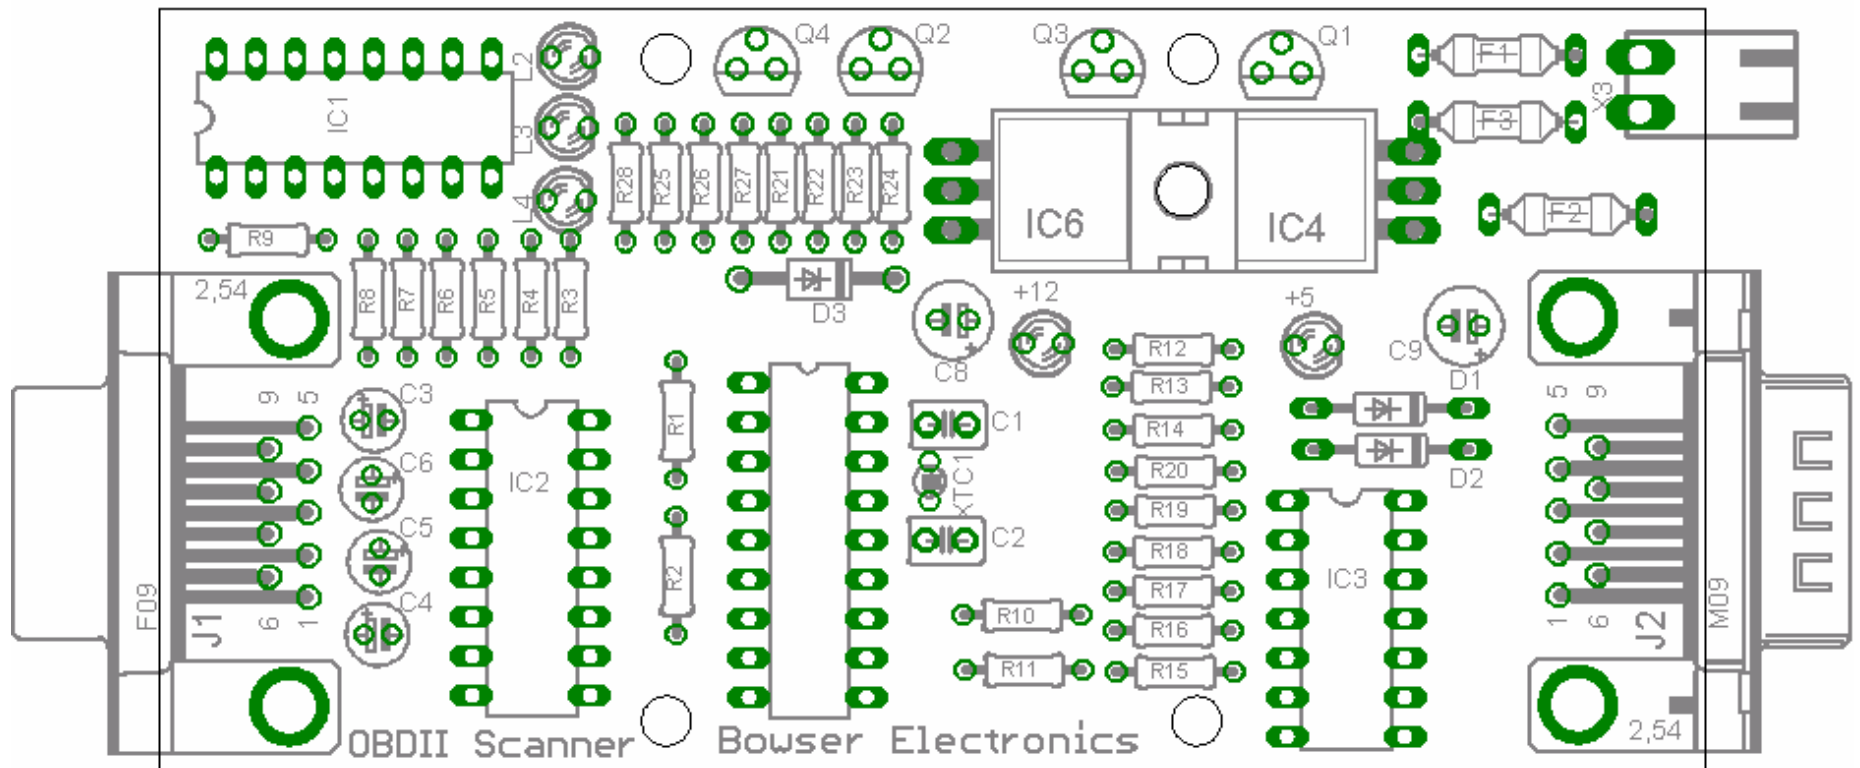 Q4
Q2
Q3
Q1
L2
F1
X3
IC1
L3
F3
R28
R25
R26
R27
R21
R22
R23
R24
L4
IC6
IC4
F2
R9
2,54
R8
R7
R6
R5
R4
R3
D3
+12
+5
C8
C9
R12
R13
D1
9
5
C3
R1
C1
R14
5
9
C6
IC2
XTC1
R20
D2
R19
C5
C2
R18
R2
R17
IC3
F09
J1
6
1
C4
R10
R16
1
6
J2
M09
R11
R15
2,54
OBDII Scanner
Bowser Electronics